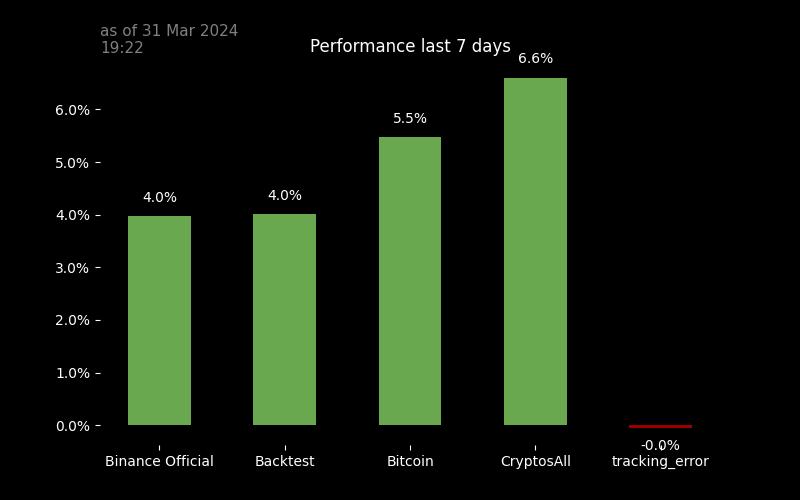 as of 31 Mar 2024
19:22
Performance last 7 days
6.6%
6.0%
5.5%
5.0%
4.0%
4.0%
4.0%
3.0%
2.0%
1.0%
0.0%
-0.0%
Binance Official
Backtest
Bitcoin
CryptosAll
tracking_error